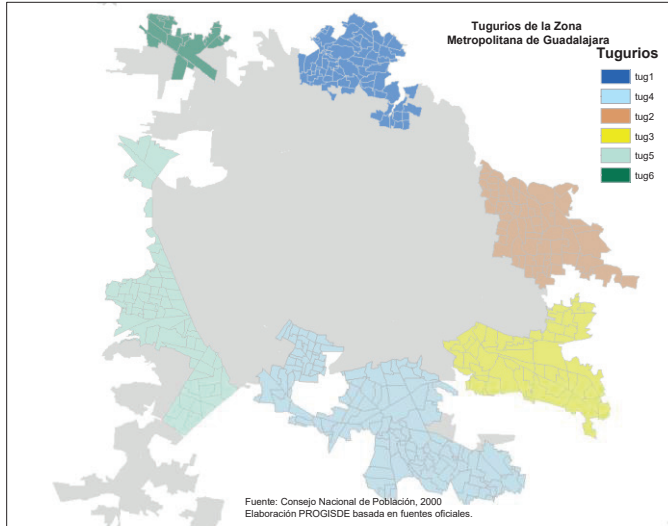 Tugurios de la Zona
Metropolitana de Guadalajara
Tugurios
tug1
tug4
tug2
tug3
tug5
tug6
Fuente: Consejo Nacional de Población, 2000
Elaboración PROGISDE basada en fuentes oficiales.